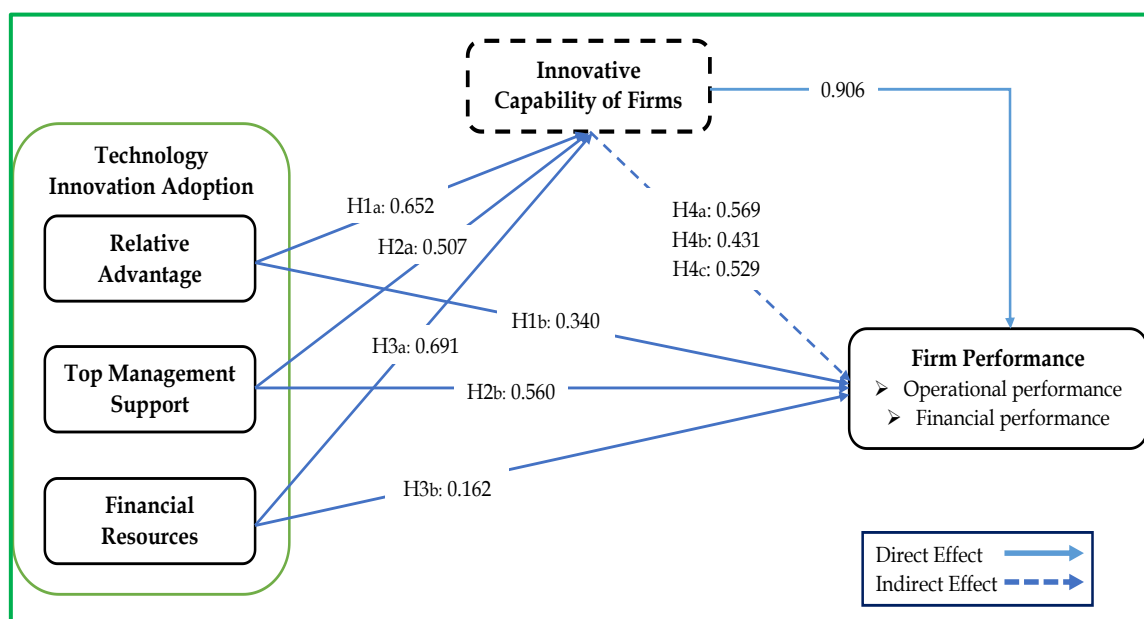 Innovative
Capability of Firms
0.906
Technology
Innovation Adoption
Relative
Advantage
Top Management
Support
Financial
Resources
H1a: 0.652
H2a: 0.507
H3a: 0.691
H1b: 0.340
H2b: 0.560
H3b: 0.162
H4a: 0.569
H4b: 0.431
H4c: 0.529
Firm Performance
➢ Operational performance
➢ Financial performance
Direct Effect
Indirect Effect